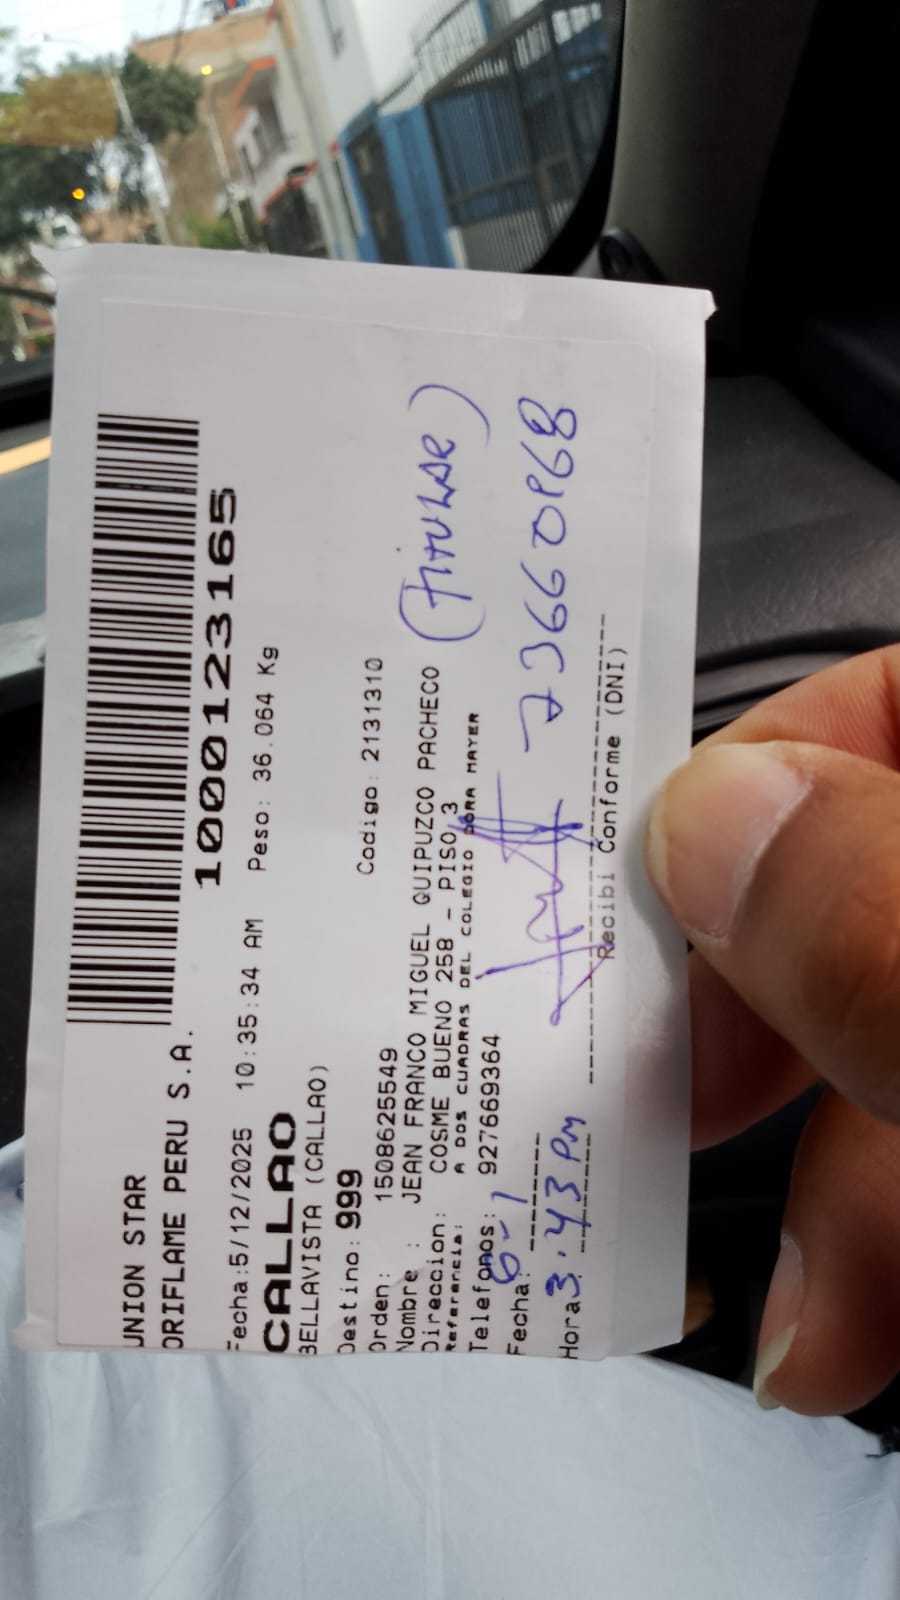 UNION STAR
ORIFLAME PERU S.A.
1000123165
Fecha:5/12/2025 10:35:34 AM Peso: 36.064 Kg
CALLAO
BELLAVISTA (CALLAO)
Destino: 999
Codigo: 2131310
Orden: 1508625549
Nombre : JEAN FRANCO MIGUEL QUIPUZCO PACHECO
(TITULAR)
Direccion: COSME BUENO 258 - PISO 3
Referencia: A DOS CUADRAS DEL COLEGIO DORA MAYER
Telefonos: 927669364
Fecha: 6-1
Hora 3.43 PM
Recibi Conforme (DNI)